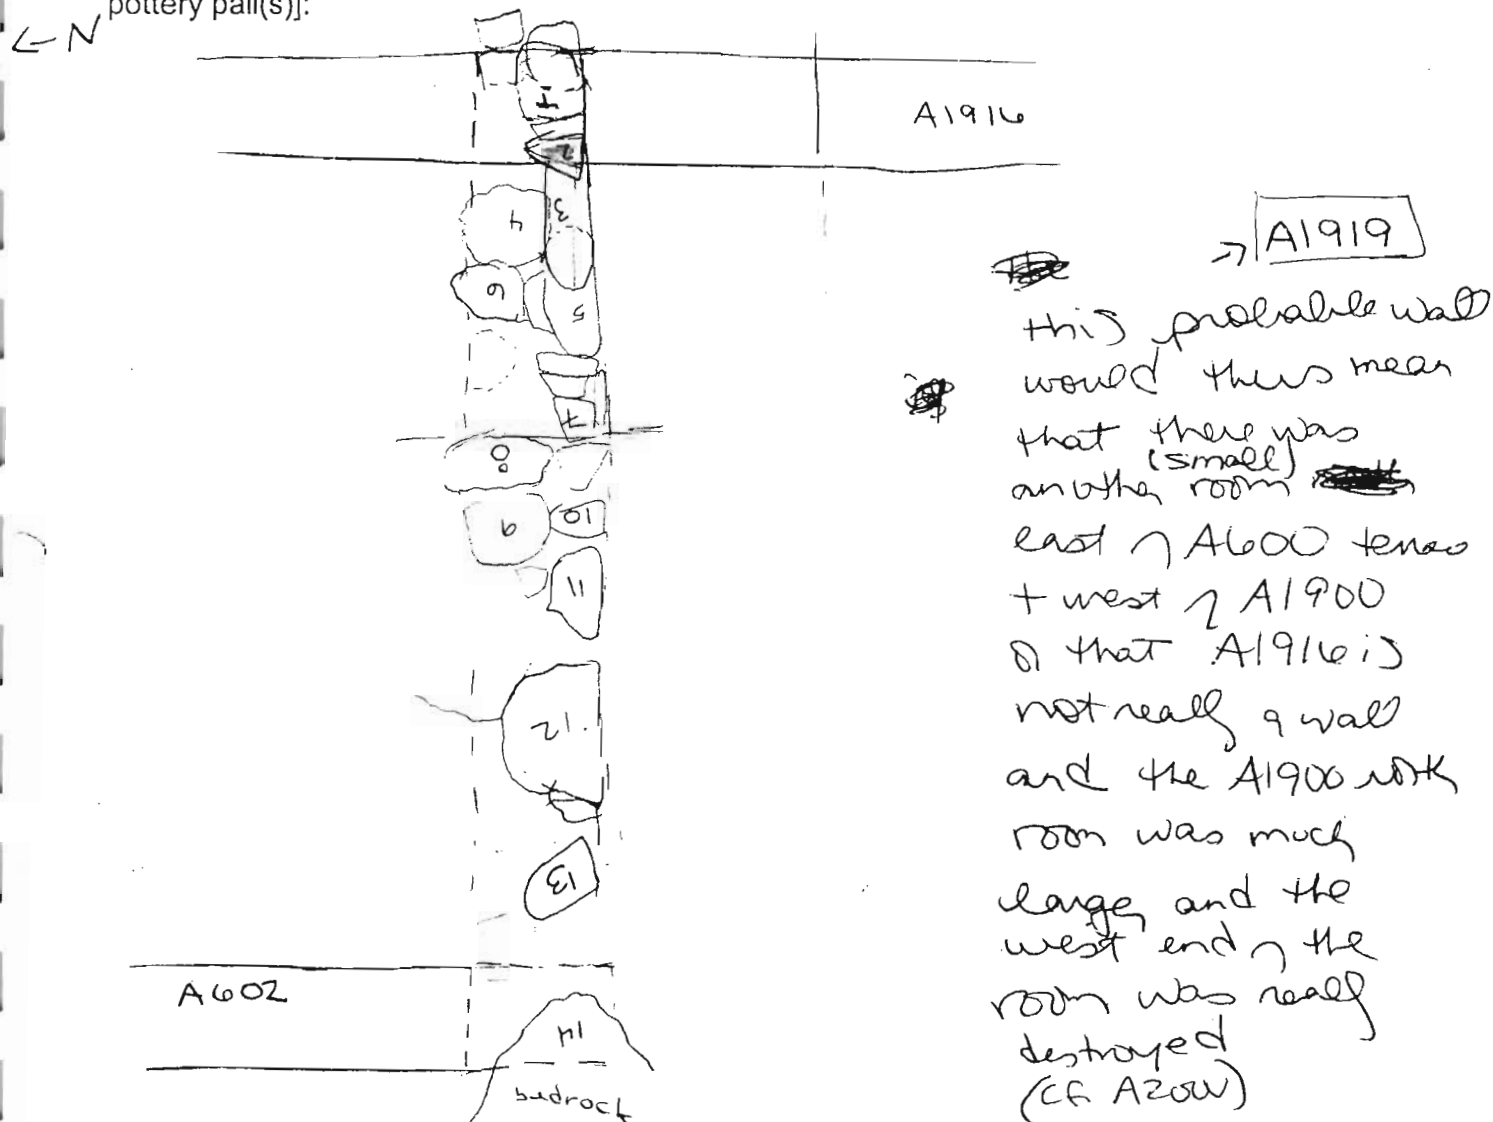 pottery pail(s)]:
← N
A1916
1
2
3
4
5
6
7
8
9
10
11
12
13
14
bedrock
A602
→ A1919
this probable wall
would thus mean
that there was
(small)
another room
east of A600 terrace
+ west of A1900
or that A1916 is
not really a wall
and the A1900 north
room was much
larger and the
west end of the
room was really
destroyed
(cf. A200W)